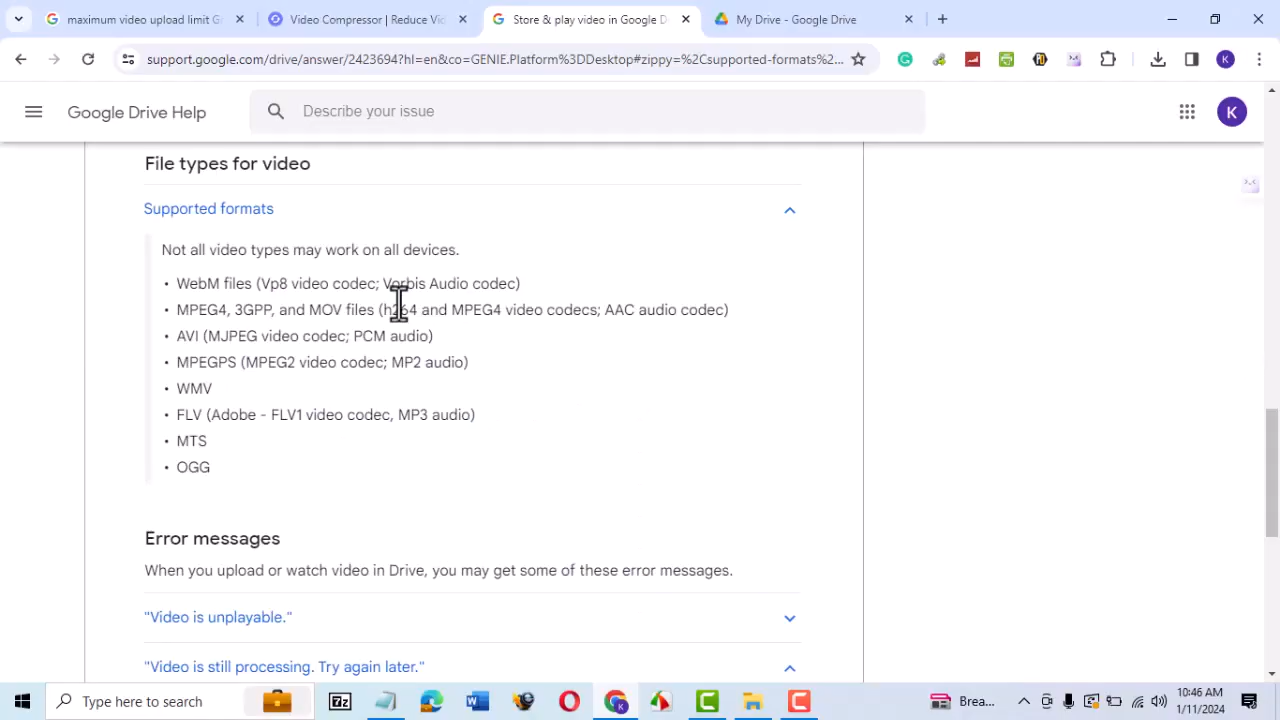 maximum video upload limit G
Video Compressor | Reduce Vid
Store & play video in Google D
My Drive - Google Drive
support.google.com/drive/answer/2423694?hl=en&co=GENIE.Platform%3DDesktop#zippy=%2Csupported-formats%2...
K
Google Drive Help
Describe your issue
K
File types for video
Supported formats
Not all video types may work on all devices.
• WebM files (Vp8 video codec; Vorbis Audio codec)
• MPEG4, 3GPP, and MOV files (h264 and MPEG4 video codecs; AAC audio codec)
• AVI (MJPEG video codec; PCM audio)
• MPEGPS (MPEG2 video codec; MP2 audio)
• WMV
• FLV (Adobe - FLV1 video codec, MP3 audio)
• MTS
• OGG
Error messages
When you upload or watch video in Drive, you may get some of these error messages.
"Video is unplayable."
"Video is still processing. Try again later."
Type here to search
Brea...
10:46 AM
1/11/2024